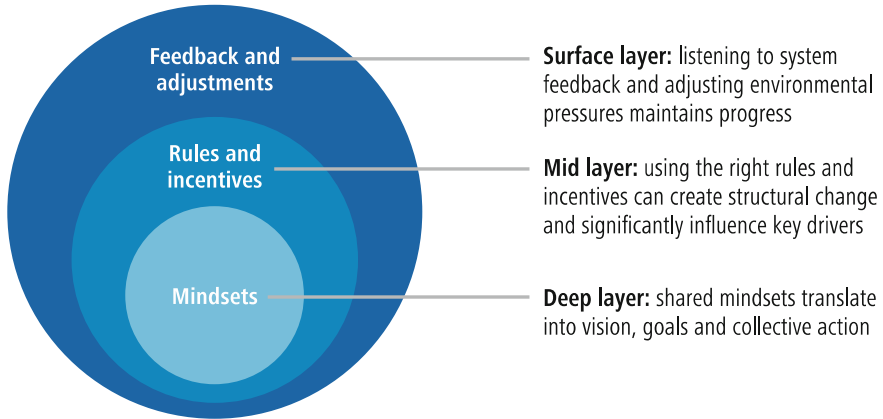 Feedback and
adjustments
Surface layer: listening to system
feedback and adjusting environmental
pressures maintains progress
Rules and
incentives
Mid layer: using the right rules and
incentives can create structural change
and significantly influence key drivers
Mindsets
Deep layer: shared mindsets translate
into vision, goals and collective action